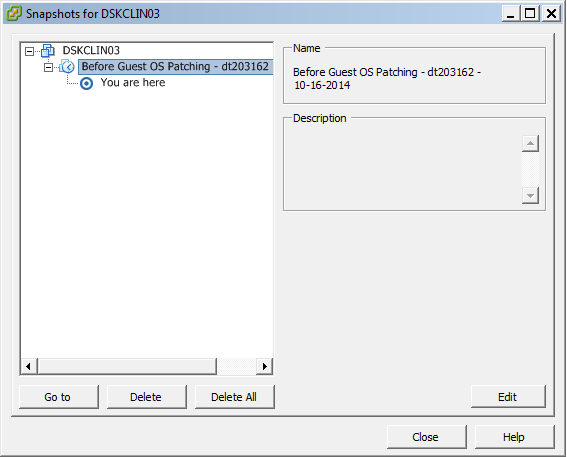 Snapshots for DSKCLIN03
DSKCLIN03
Before Guest OS Patching - dt203162
You are here
Name
Before Guest OS Patching - dt203162 -
10-16-2014
Description
Go to
Delete
Delete All
Edit
Close
Help